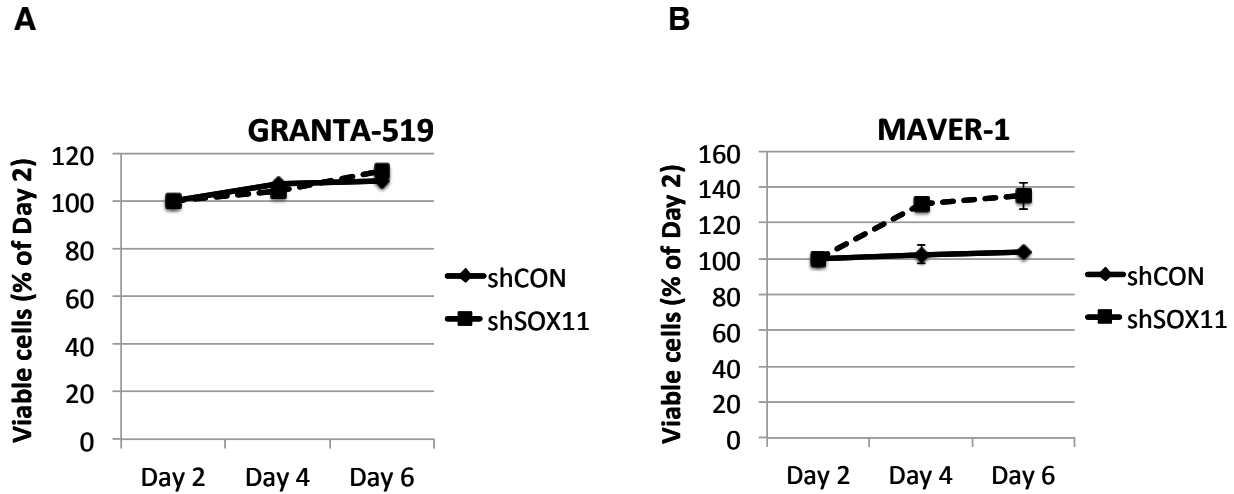 A
GRANTA-519
Viable cells (% of Day 2)
120
100
80
60
40
20
0
Day 2 Day 4 Day 6
shCON
shSOX11
B
MAVER-1
Viable cells (% of Day 2)
160
140
120
100
80
60
40
20
0
Day 2 Day 4 Day 6
shCON
shSOX11